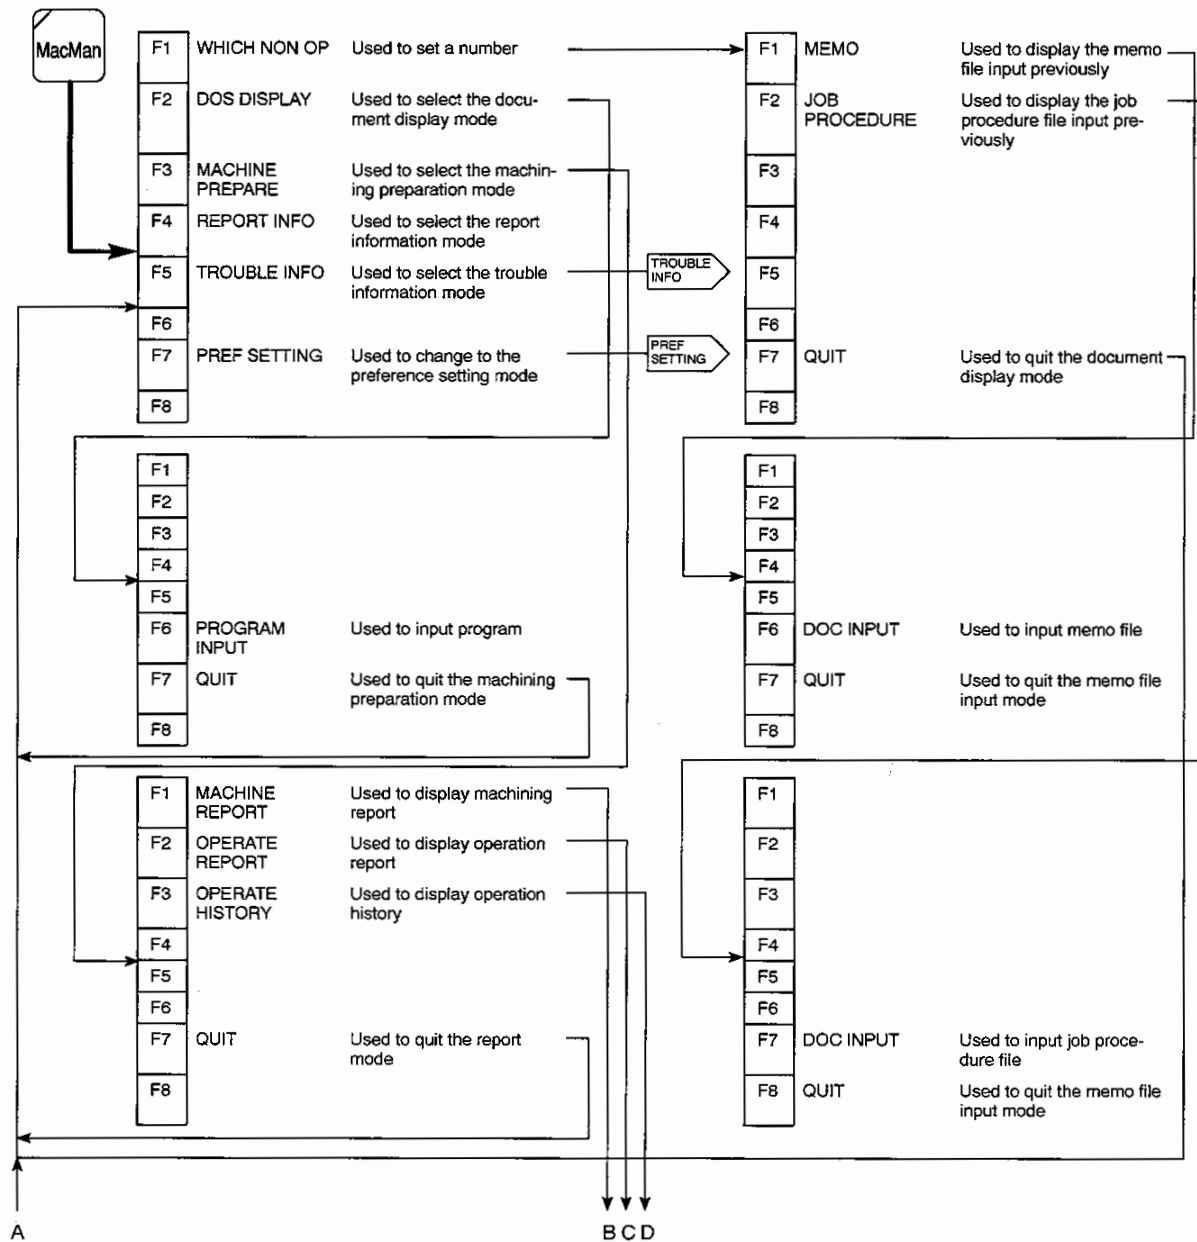 MacMan
F1 WHICH NON OP Used to set a number
F2 DOS DISPLAY Used to select the docu-
ment display mode
F3 MACHINE Used to select the machin-
PREPARE ing preparation mode
F4 REPORT INFO Used to select the report
information mode
F5 TROUBLE INFO Used to select the trouble
information mode
F6
F7 PREF SETTING Used to change to the
preference setting mode
F8
TROUBLE
INFO
PREF
SETTING
F1 MEMO Used to display the memo
file input previously
F2 JOB Used to display the job
PROCEDURE procedure file input pre-
viously
F3
F4
F5
F6
F7 QUIT Used to quit the document
display mode
F8
F1
F2
F3
F4
F5
F6 PROGRAM Used to input program
INPUT
F7 QUIT Used to quit the machining
preparation mode
F8
F1
F2
F3
F4
F5
F6 DOC INPUT Used to input memo file
F7 QUIT Used to quit the memo file
input mode
F8
F1 MACHINE Used to display machining
REPORT report
F2 OPERATE Used to display operation
REPORT report
F3 OPERATE Used to display operation
HISTORY history
F4
F5
F6
F7 QUIT Used to quit the report
mode
F8
F1
F2
F3
F4
F5
F6
F7 DOC INPUT Used to input job proce-
dure file
F8 QUIT Used to quit the memo file
input mode
A
B C D